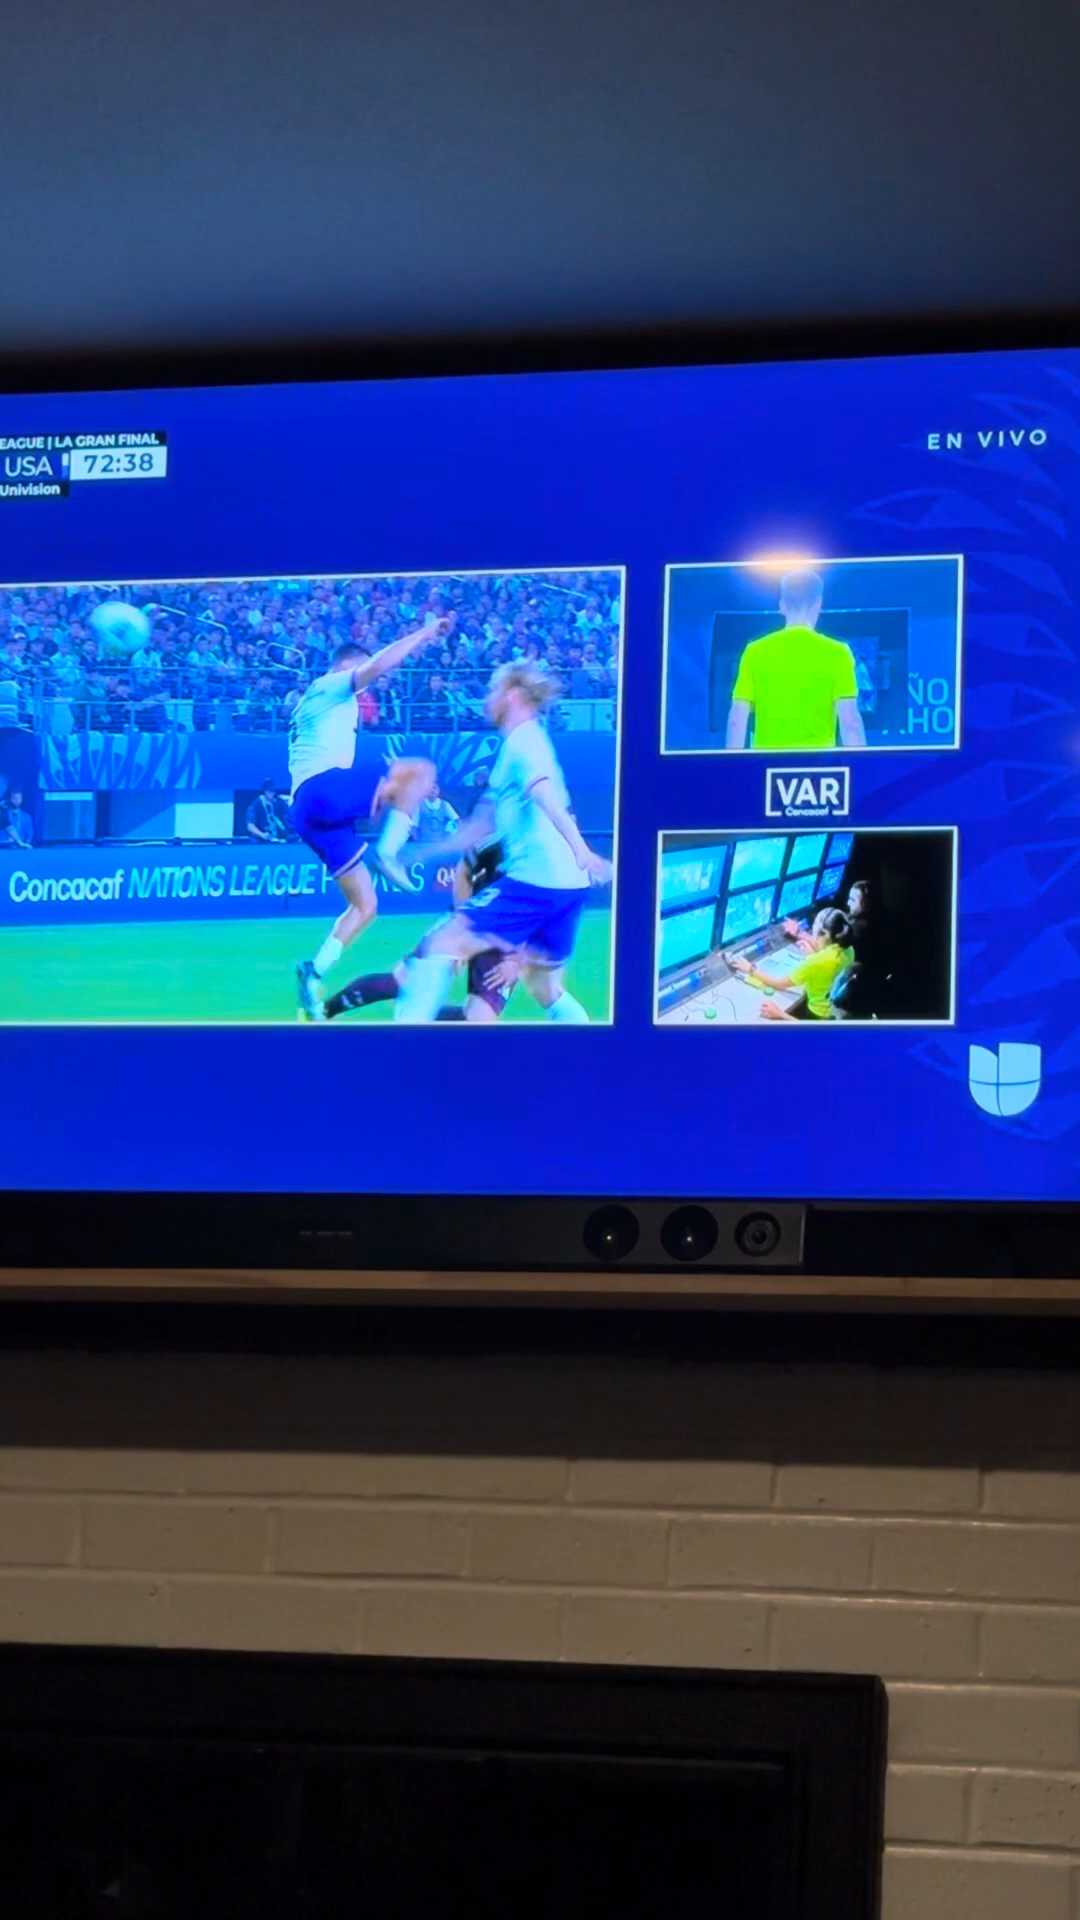 EAGUE | LA GRAN FINAL
USA 72:38
Univision
EN VIVO
ÑO
HO
VAR
Concacaf
Concacaf NATIONS LEAGUE